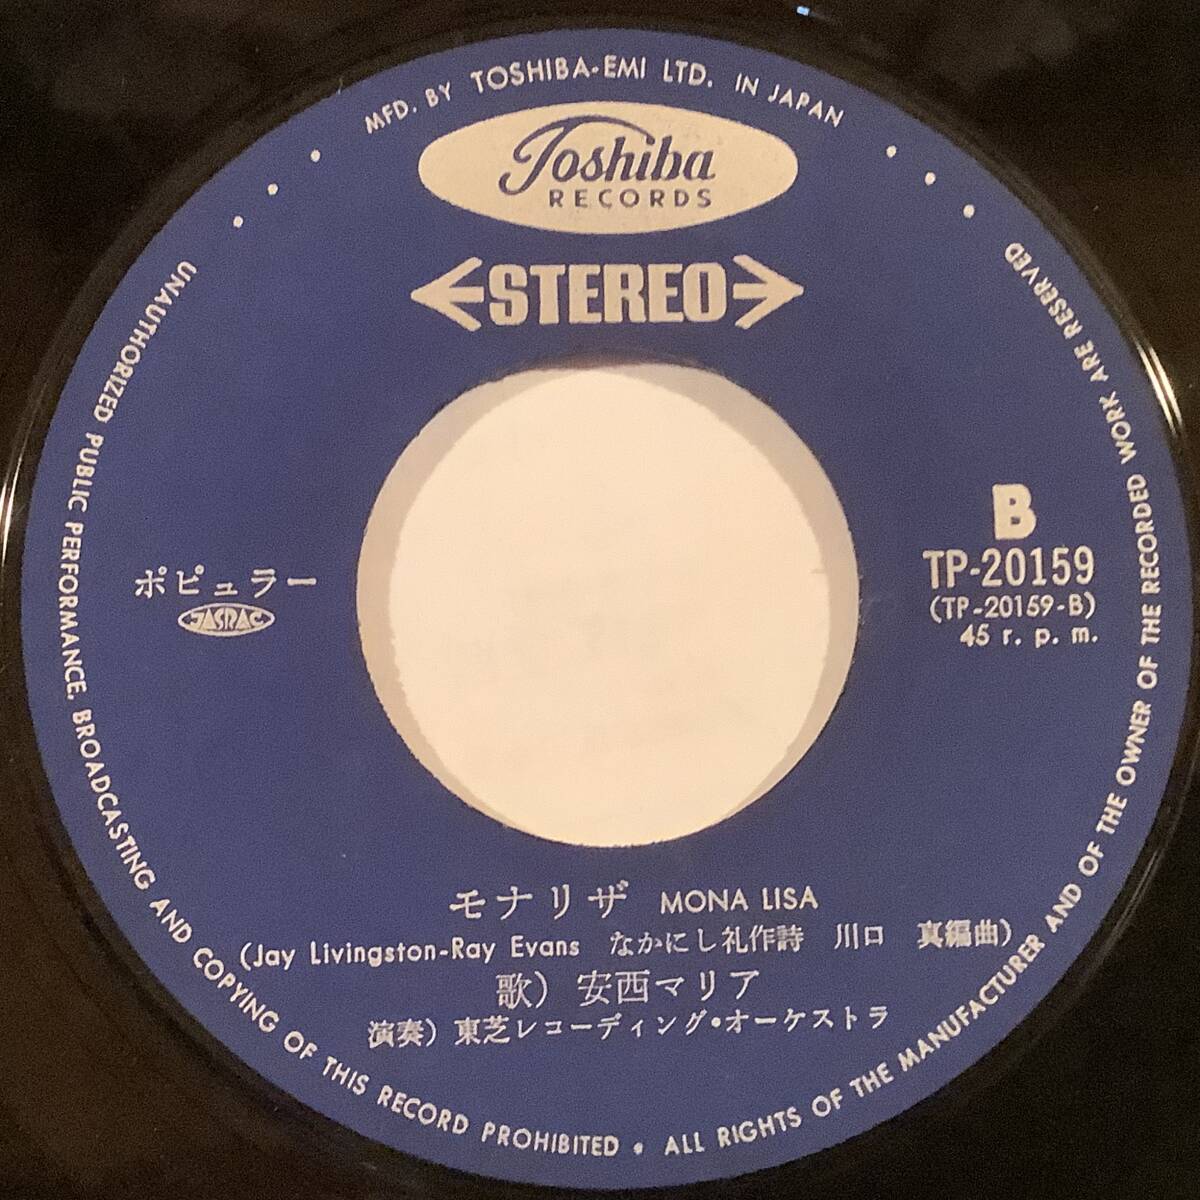 MFD. BY TOSHIBA-EMI LTD. IN JAPAN
Toshiba
RECORDS
STEREO
B
TP-20159
(TP-20159-B)
45 r. p. m.
ポピュラー
JASRAC
モナリザ MONA LISA
(Jay Livingston-Ray Evans なかにし礼作詩 川口 真編曲)
歌) 安西マリア
演奏) 東芝レコーディング・オーケストラ
UNAUTHORIZED PUBLIC PERFORMANCE, BROADCASTING AND COPYING OF THIS RECORD PROHIBITED • ALL RIGHTS OF THE MANUFACTURER AND OF THE OWNER OF THE RECORDED WORK ARE RESERVED